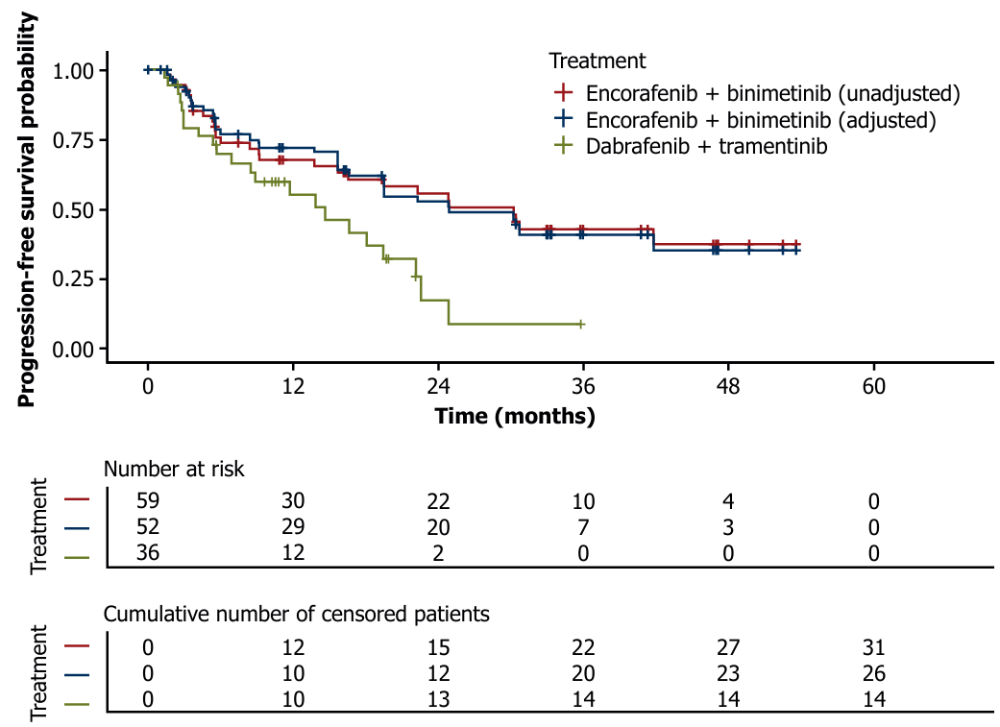 Progression-free survival probability
1.00
0.75
0.50
0.25
0.00
Treatment
Encorafenib + binimetinib (unadjusted)
Encorafenib + binimetinib (adjusted)
Dabrafenib + tramentinib
0 12 24 36 48 60
Time (months)
Number at risk
Treatment
59 30 22 10 4 0
52 29 20 7 3 0
36 12 2 0 0 0
Cumulative number of censored patients
Treatment
0 12 15 22 27 31
0 10 12 20 23 26
0 10 13 14 14 14